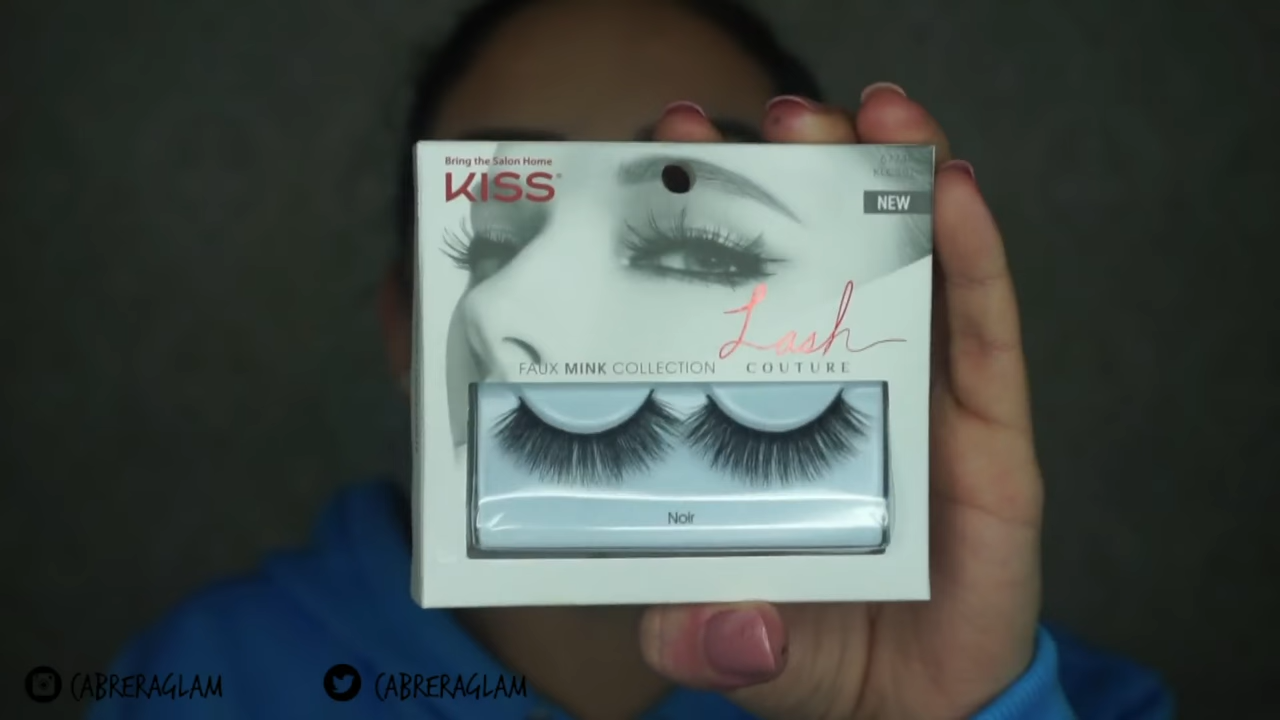 Bring the Salon Home
KISS®
NEW
Lash
FAUX MINK COLLECTION
COUTURE
Noir
CABRERAGLAM
CABRERAGLAM